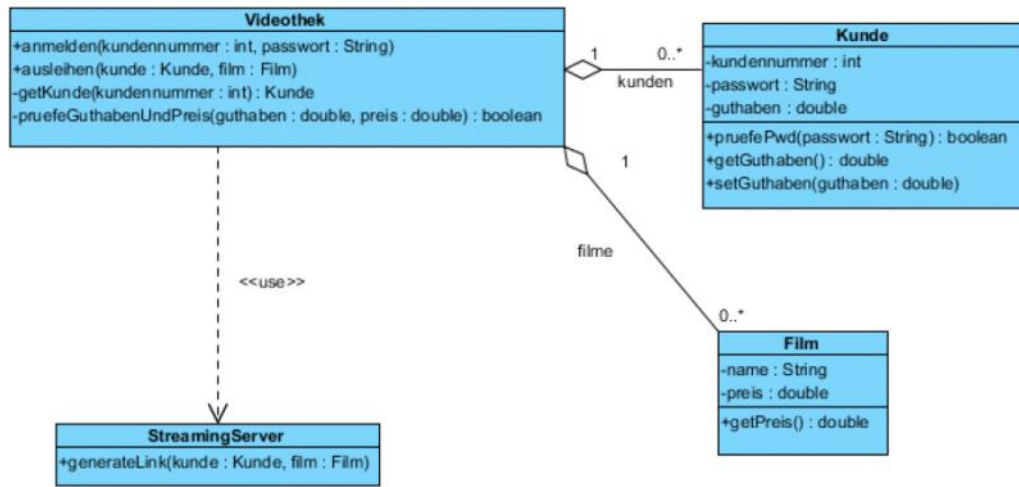 Videothek
+anmelden(kundennummer : int, passwort : String)
+ausleihen(kunde : Kunde, film : Film)
-getKunde(kundennummer : int) : Kunde
-pruefeGuthabenUndPreis(guthaben : double, preis : double) : boolean
1
0..*
kunden
Kunde
-kundennummer : int
-passwort : String
-guthaben : double
+pruefePwd(passwort : String) : boolean
+getGuthaben() : double
+setGuthaben(guthaben : double)
1
filme
0..*
<<use>>
Film
-name : String
-preis : double
+getPreis() : double
StreamingServer
+generateLink(kunde : Kunde, film : Film)